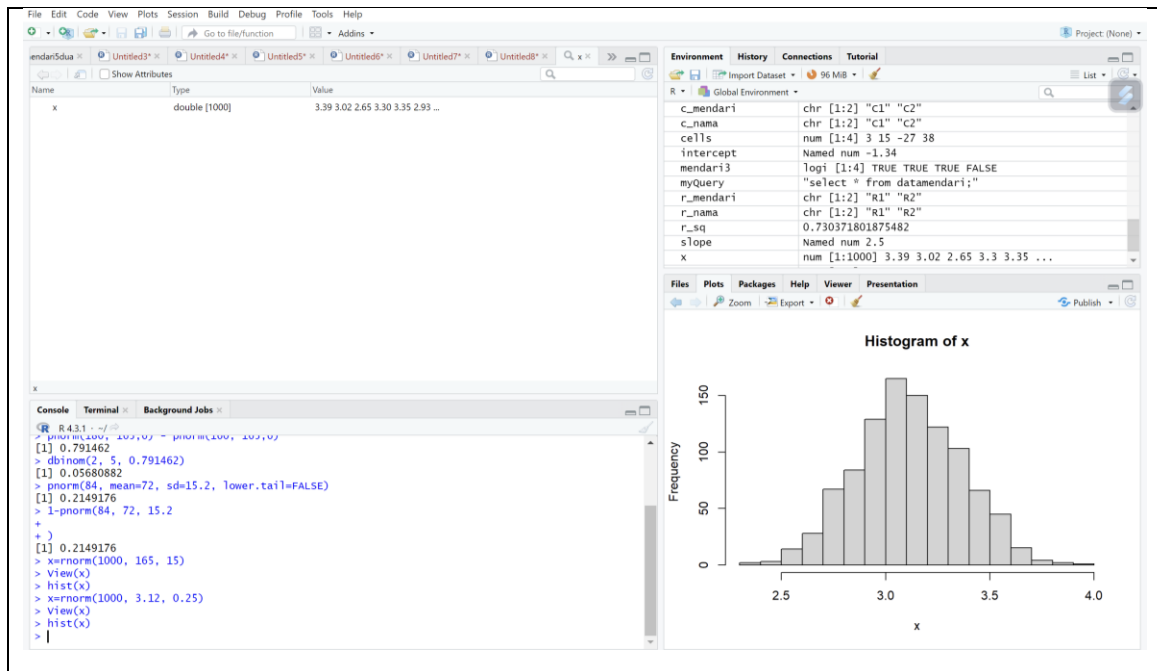 File Edit Code View Plots Session Build Debug Profile Tools Help
Go to file/function Addins Project: (None)
endari5dua Untitled3* Untitled4* Untitled5* Untitled6* Untitled7* Untitled8* x
Show Attributes
Name Type Value
x double [1000] 3.39 3.02 2.65 3.30 3.35 2.93 ...
x
Console Terminal Background Jobs
R 4.3.1 · ~/
[1] 0.791462
> dbinom(2, 5, 0.791462)
[1] 0.05680882
> pnorm(84, mean=72, sd=15.2, lower.tail=FALSE)
[1] 0.2149176
> 1-pnorm(84, 72, 15.2
+
+ )
[1] 0.2149176
> x=rnorm(1000, 165, 15)
> View(x)
> hist(x)
> x=rnorm(1000, 3.12, 0.25)
> View(x)
> hist(x)
>
Environment History Connections Tutorial
Import Dataset 96 MiB List
R Global Environment
c_mendari chr [1:2] "C1" "C2"
c_nama chr [1:2] "C1" "C2"
cells num [1:4] 3 15 -27 38
intercept Named num -1.34
mendari3 logi [1:4] TRUE TRUE TRUE FALSE
myQuery "select * from datamendari;"
r_mendari chr [1:2] "R1" "R2"
r_nama chr [1:2] "R1" "R2"
r_sq 0.730371801875482
slope Named num 2.5
x num [1:1000] 3.39 3.02 2.65 3.3 3.35 ...
Files Plots Packages Help Viewer Presentation
Zoom Export Publish
Histogram of x
Frequency
150
100
50
0
2.5 3.0 3.5 4.0
x